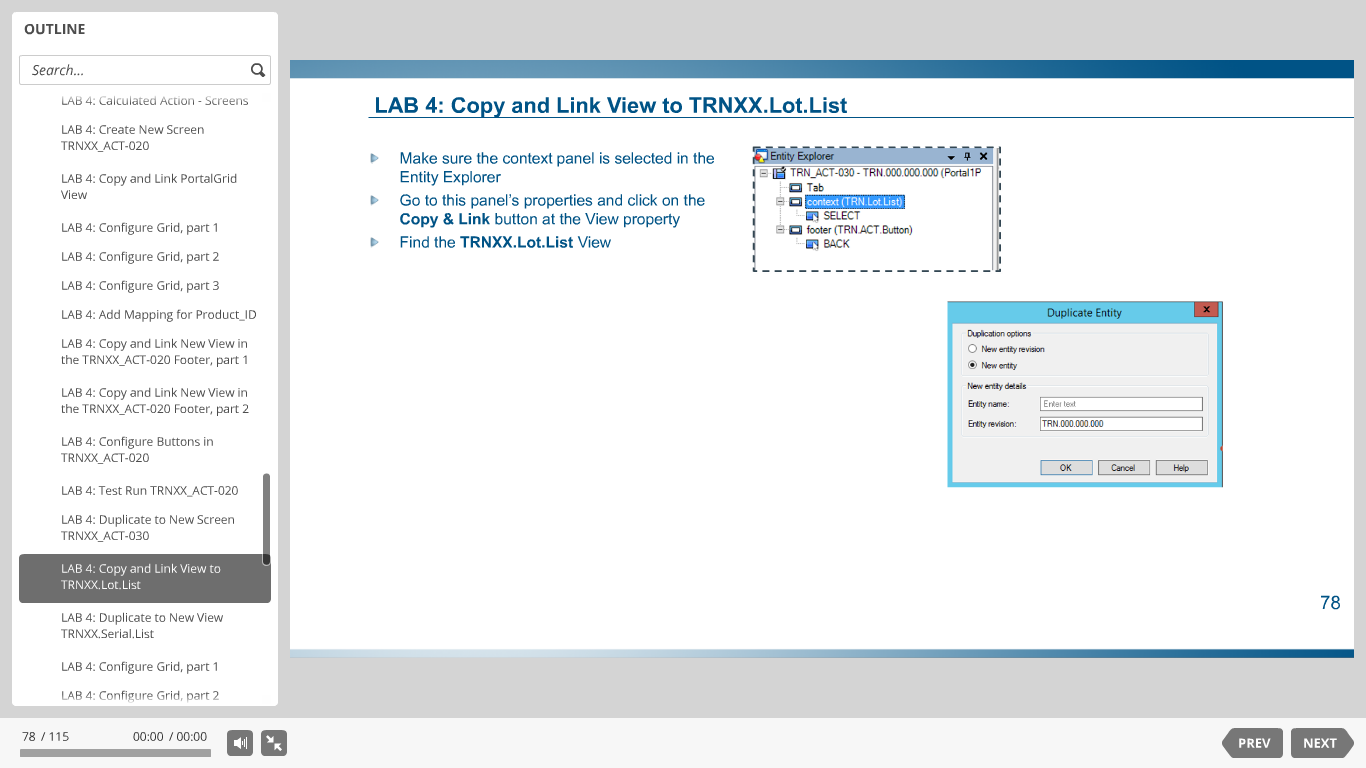 OUTLINE
Search...
LAB 4: Calculated Action - Screens
LAB 4: Create New Screen
TRNXX_ACT-020
LAB 4: Copy and Link PortalGrid
View
LAB 4: Configure Grid, part 1
LAB 4: Configure Grid, part 2
LAB 4: Configure Grid, part 3
LAB 4: Add Mapping for Product_ID
LAB 4: Copy and Link New View in
the TRNXX_ACT-020 Footer, part 1
LAB 4: Copy and Link New View in
the TRNXX_ACT-020 Footer, part 2
LAB 4: Configure Buttons in
TRNXX_ACT-020
LAB 4: Test Run TRNXX_ACT-020
LAB 4: Duplicate to New Screen
TRNXX_ACT-030
LAB 4: Copy and Link View to
TRNXX.Lot.List
LAB 4: Duplicate to New View
TRNXX.Serial.List
LAB 4: Configure Grid, part 1
LAB 4: Configure Grid, part 2
LAB 4: Copy and Link View to TRNXX.Lot.List
Make sure the context panel is selected in the
Entity Explorer
Go to this panel's properties and click on the
Copy & Link button at the View property
Find the TRNXX.Lot.List View
Entity Explorer
TRN_ACT-030 - TRN.000.000.000 (Portal1P
Tab
context (TRN.Lot.List)
SELECT
footer (TRN.ACT.Button)
BACK
Duplicate Entity
Duplication options
New entity revision
New entity
New entity details
Entity name: Enter text
Entity revision: TRN.000.000.000
OK Cancel Help
78
78 / 115 00:00 / 00:00
PREV NEXT